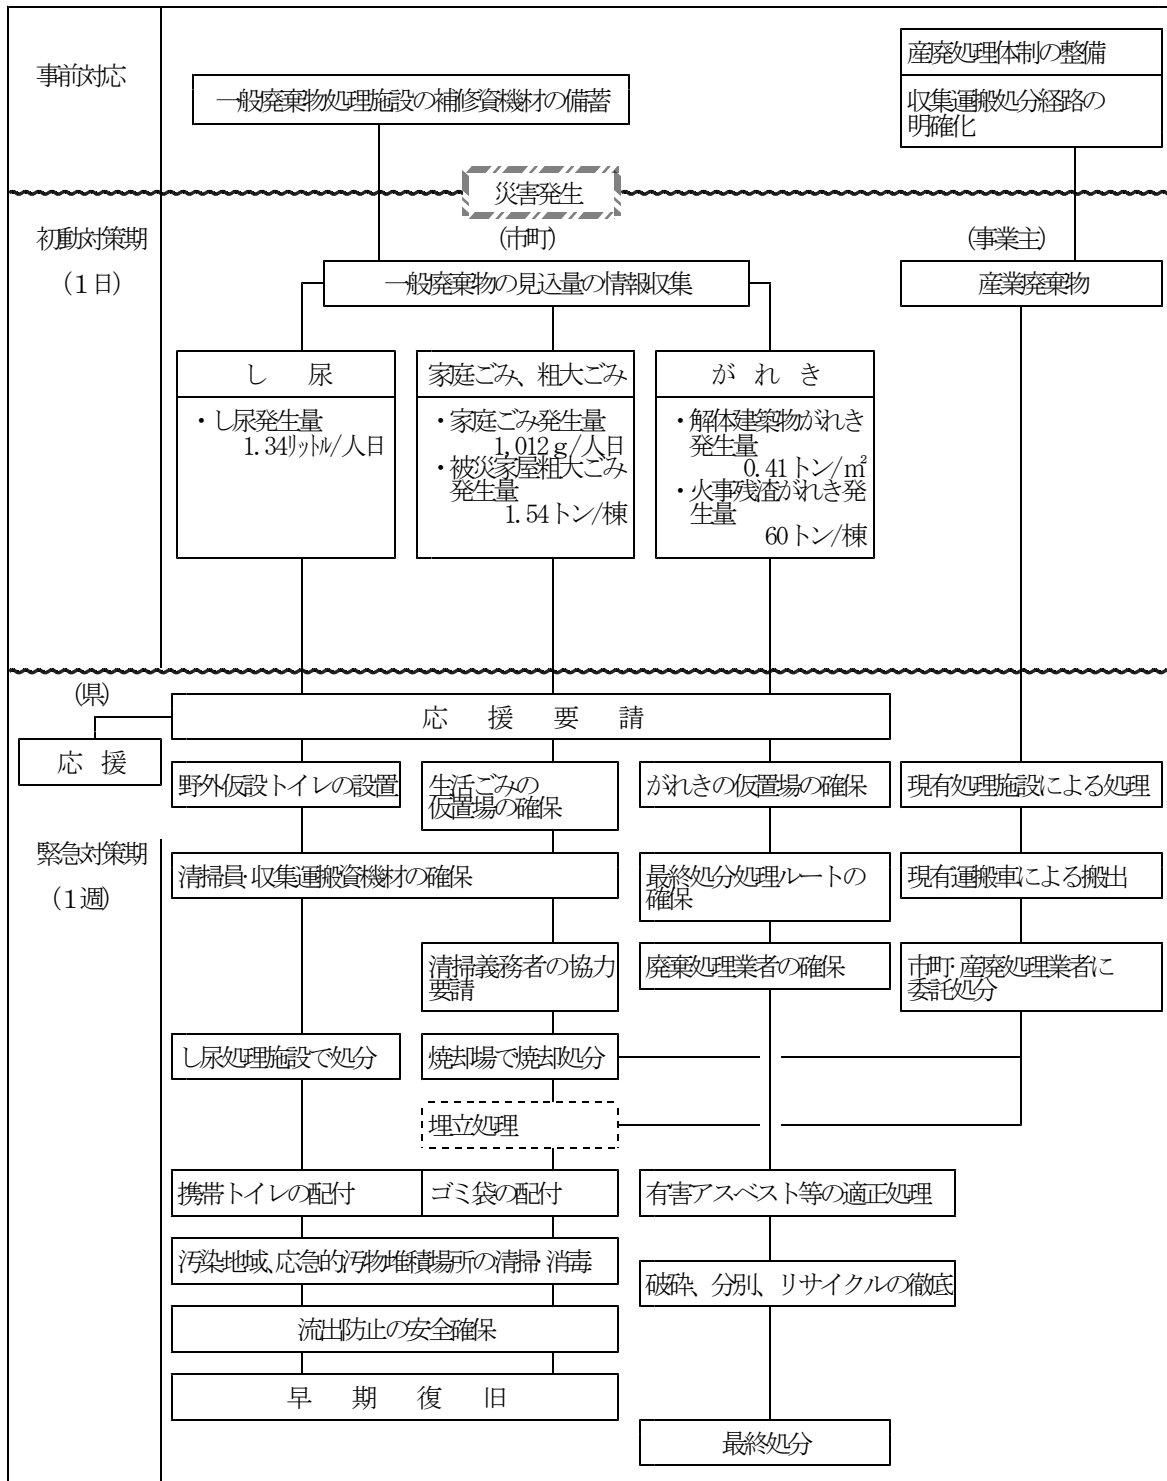 事前対応
一般廃棄物処理施設の補修資機材の備蓄
産廃処理体制の整備
収集運搬処分経路の
明確化
災害発生
初動対策期
(1日)
(市町)
(事業主)
一般廃棄物の見込量の情報収集
産業廃棄物
し 尿
・し尿発生量
1.34リットル/人日
家庭ごみ、粗大ごみ
・家庭ごみ発生量
1,012g/人日
・被災家屋粗大ごみ
発生量
1.54トン/棟
がれき
・解体建築物がれき
発生量
0.41トン/㎡
・火事残渣がれき発
生量
60トン/棟
(県)
応援
応援要請
野外仮設トイレの設置
生活ごみの
仮置場の確保
がれきの仮置場の確保
現有処理施設による処理
緊急対策期
(1週)
清掃員・収集運搬資機材の確保
最終処分処理ルートの
確保
現有運搬車による搬出
清掃義務者の協力
要請
廃棄処理業者の確保
市町・産廃処理業者に
委託処分
し尿処理施設で処分
焼却場で焼却処分
埋立処理
携帯トイレの配付
ゴミ袋の配付
有害アスベスト等の適正処理
汚染地域、応急的汚物堆積場所の清掃・消毒
破砕、分別、リサイクルの徹底
流出防止の安全確保
早期復旧
最終処分